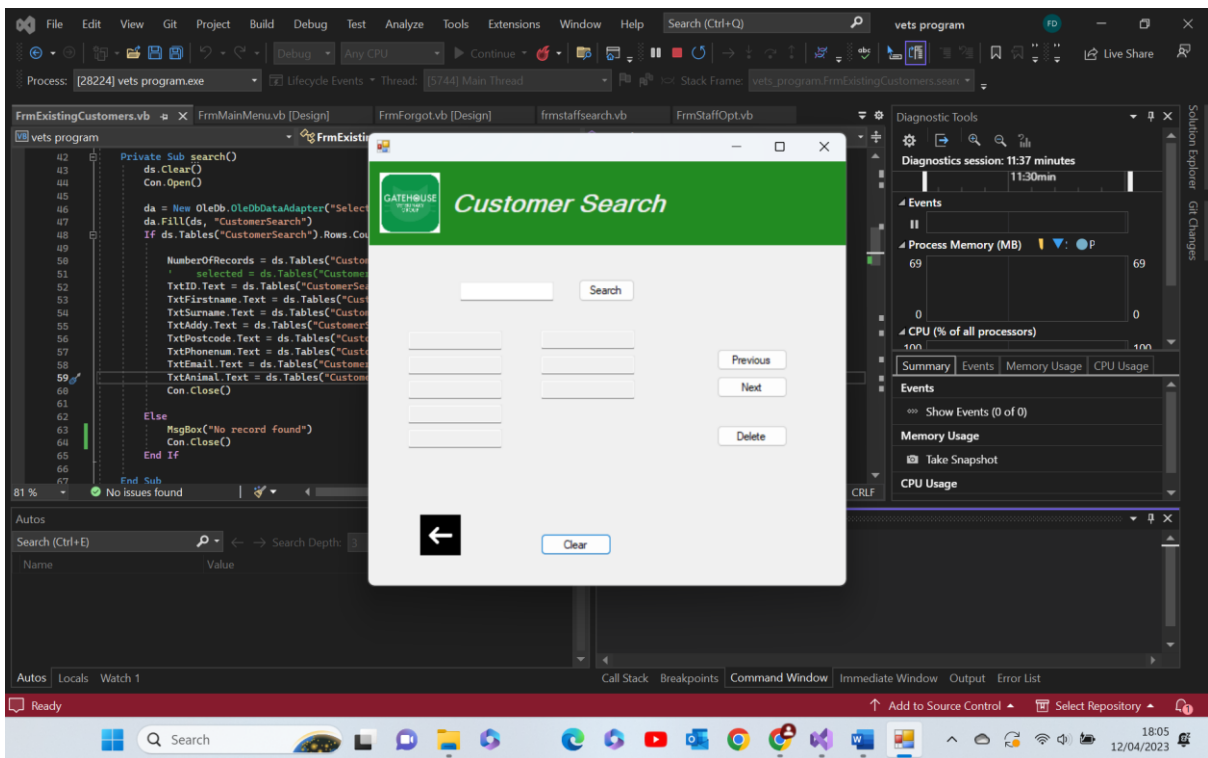 File Edit View Git Project Build Debug Test Analyze Tools Extensions Window Help Search (Ctrl+Q) vets program FD
Debug Any CPU Continue Live Share
Process: [28224] vets program.exe Lifecycle Events Thread: [5744] Main Thread Stack Frame: vets_program.FrmExistingCustomers.searc
FrmExistingCustomers.vb FrmMainMenu.vb [Design] FrmForgot.vb [Design] frmstaffsearch.vb FrmStaffOpt.vb
vets program FrmExistin
42 Private Sub search()
43 ds.Clear()
44 Con.Open()
45
46 da = New OleDb.OleDbDataAdapter("Select
47 da.Fill(ds, "CustomerSearch")
48 If ds.Tables("CustomerSearch").Rows.Cou
49
50 NumberOfRecords = ds.Tables("Custom
51 ' selected = ds.Tables("Customer
52 TxtID.Text = ds.Tables("CustomerSea
53 TxtFirstname.Text = ds.Tables("Cust
54 TxtSurname.Text = ds.Tables("Custom
55 TxtAddy.Text = ds.Tables("CustomerS
56 TxtPostcode.Text = ds.Tables("Custo
57 TxtPhonenum.Text = ds.Tables("Custo
58 TxtEmail.Text = ds.Tables("Customer
59 TxtAnimal.Text = ds.Tables("Custome
60 Con.Close()
61
62 Else
63 MsgBox("No record found")
64 Con.Close()
65 End If
66
67 End Sub
81 % No issues found CRLF
GATEHOUSE
Customer Search
Search
Previous
Next
Delete
Clear
Diagnostic Tools
Diagnostics session: 11:37 minutes
11:30min
Events
Process Memory (MB) P
69 69
0 0
CPU (% of all processors)
100 100
Summary Events Memory Usage CPU Usage
Events
Show Events (0 of 0)
Memory Usage
Take Snapshot
CPU Usage
Solution Explorer
Git Changes
Autos
Search (Ctrl+E) Search Depth: 3
Name Value
Autos Locals Watch 1
Call Stack Breakpoints Command Window Immediate Window Output Error List
Ready Add to Source Control Select Repository
Search
18:05
12/04/2023